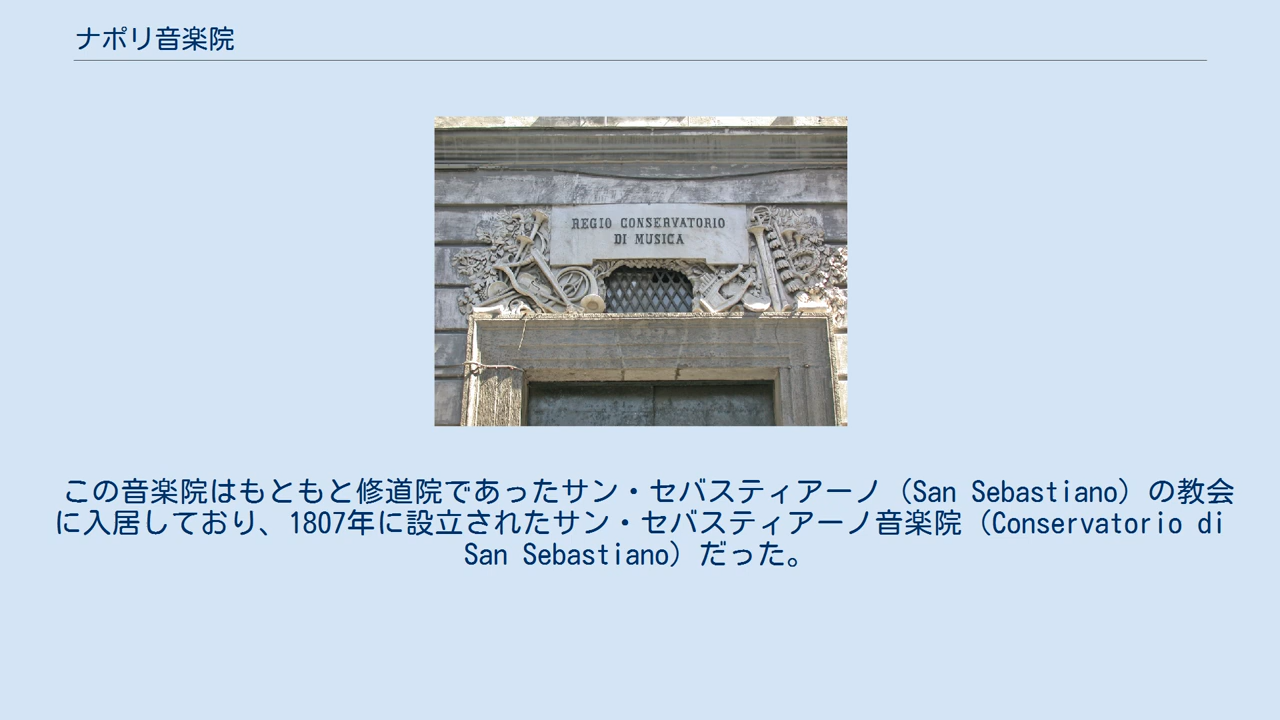 ナポリ音楽院
REGIO CONSERVATORIO
DI MUSICA
この音楽院はもともと修道院であったサン・セバスティアーノ（San Sebastiano）の教会
に入居しており、1807年に設立されたサン・セバスティアーノ音楽院（Conservatorio di
San Sebastiano）だった。